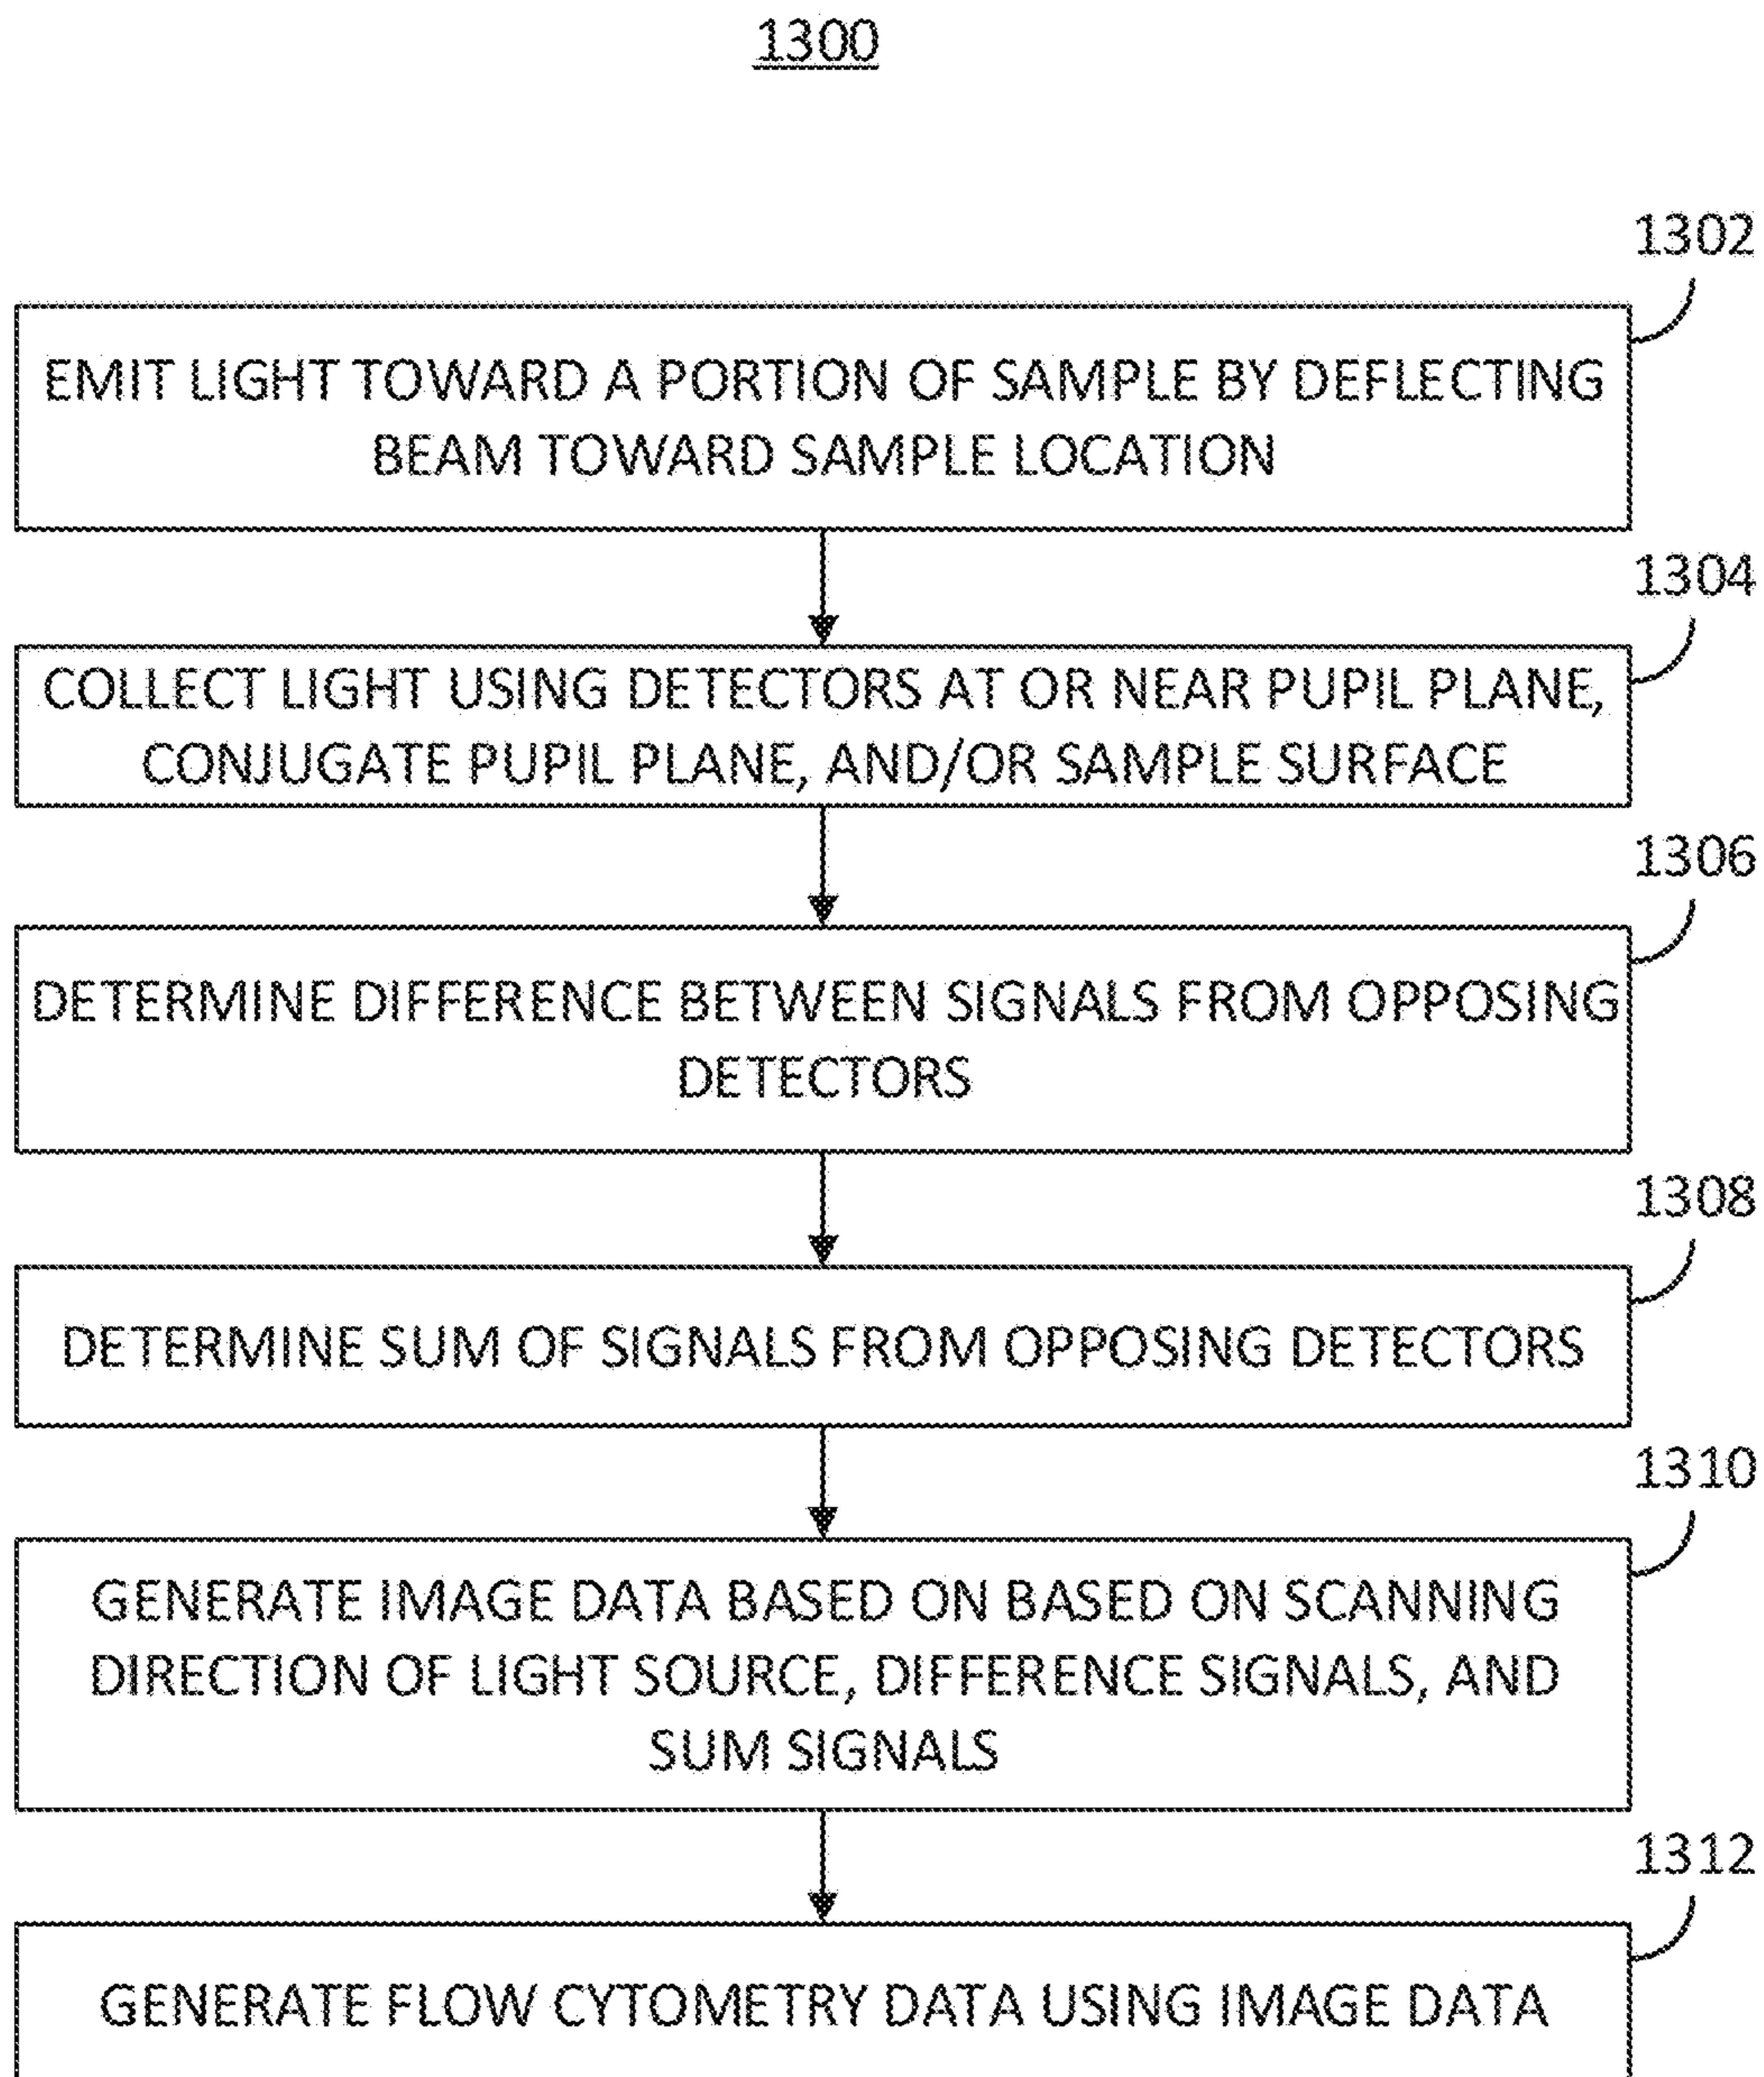 1300
1302
EMIT LIGHT TOWARD A PORTION OF SAMPLE BY DEFLECTING
BEAM TOWARD SAMPLE LOCATION
1304
COLLECT LIGHT USING DETECTORS AT OR NEAR PUPIL PLANE,
CONJUGATE PUPIL PLANE, AND/OR SAMPLE SURFACE
1306
DETERMINE DIFFERENCE BETWEEN SIGNALS FROM OPPOSING
DETECTORS
1308
DETERMINE SUM OF SIGNALS FROM OPPOSING DETECTORS
1310
GENERATE IMAGE DATA BASED ON BASED ON SCANNING
DIRECTION OF LIGHT SOURCE, DIFFERENCE SIGNALS, AND
SUM SIGNALS
1312
GENERATE FLOW CYTOMETRY DATA USING IMAGE DATA